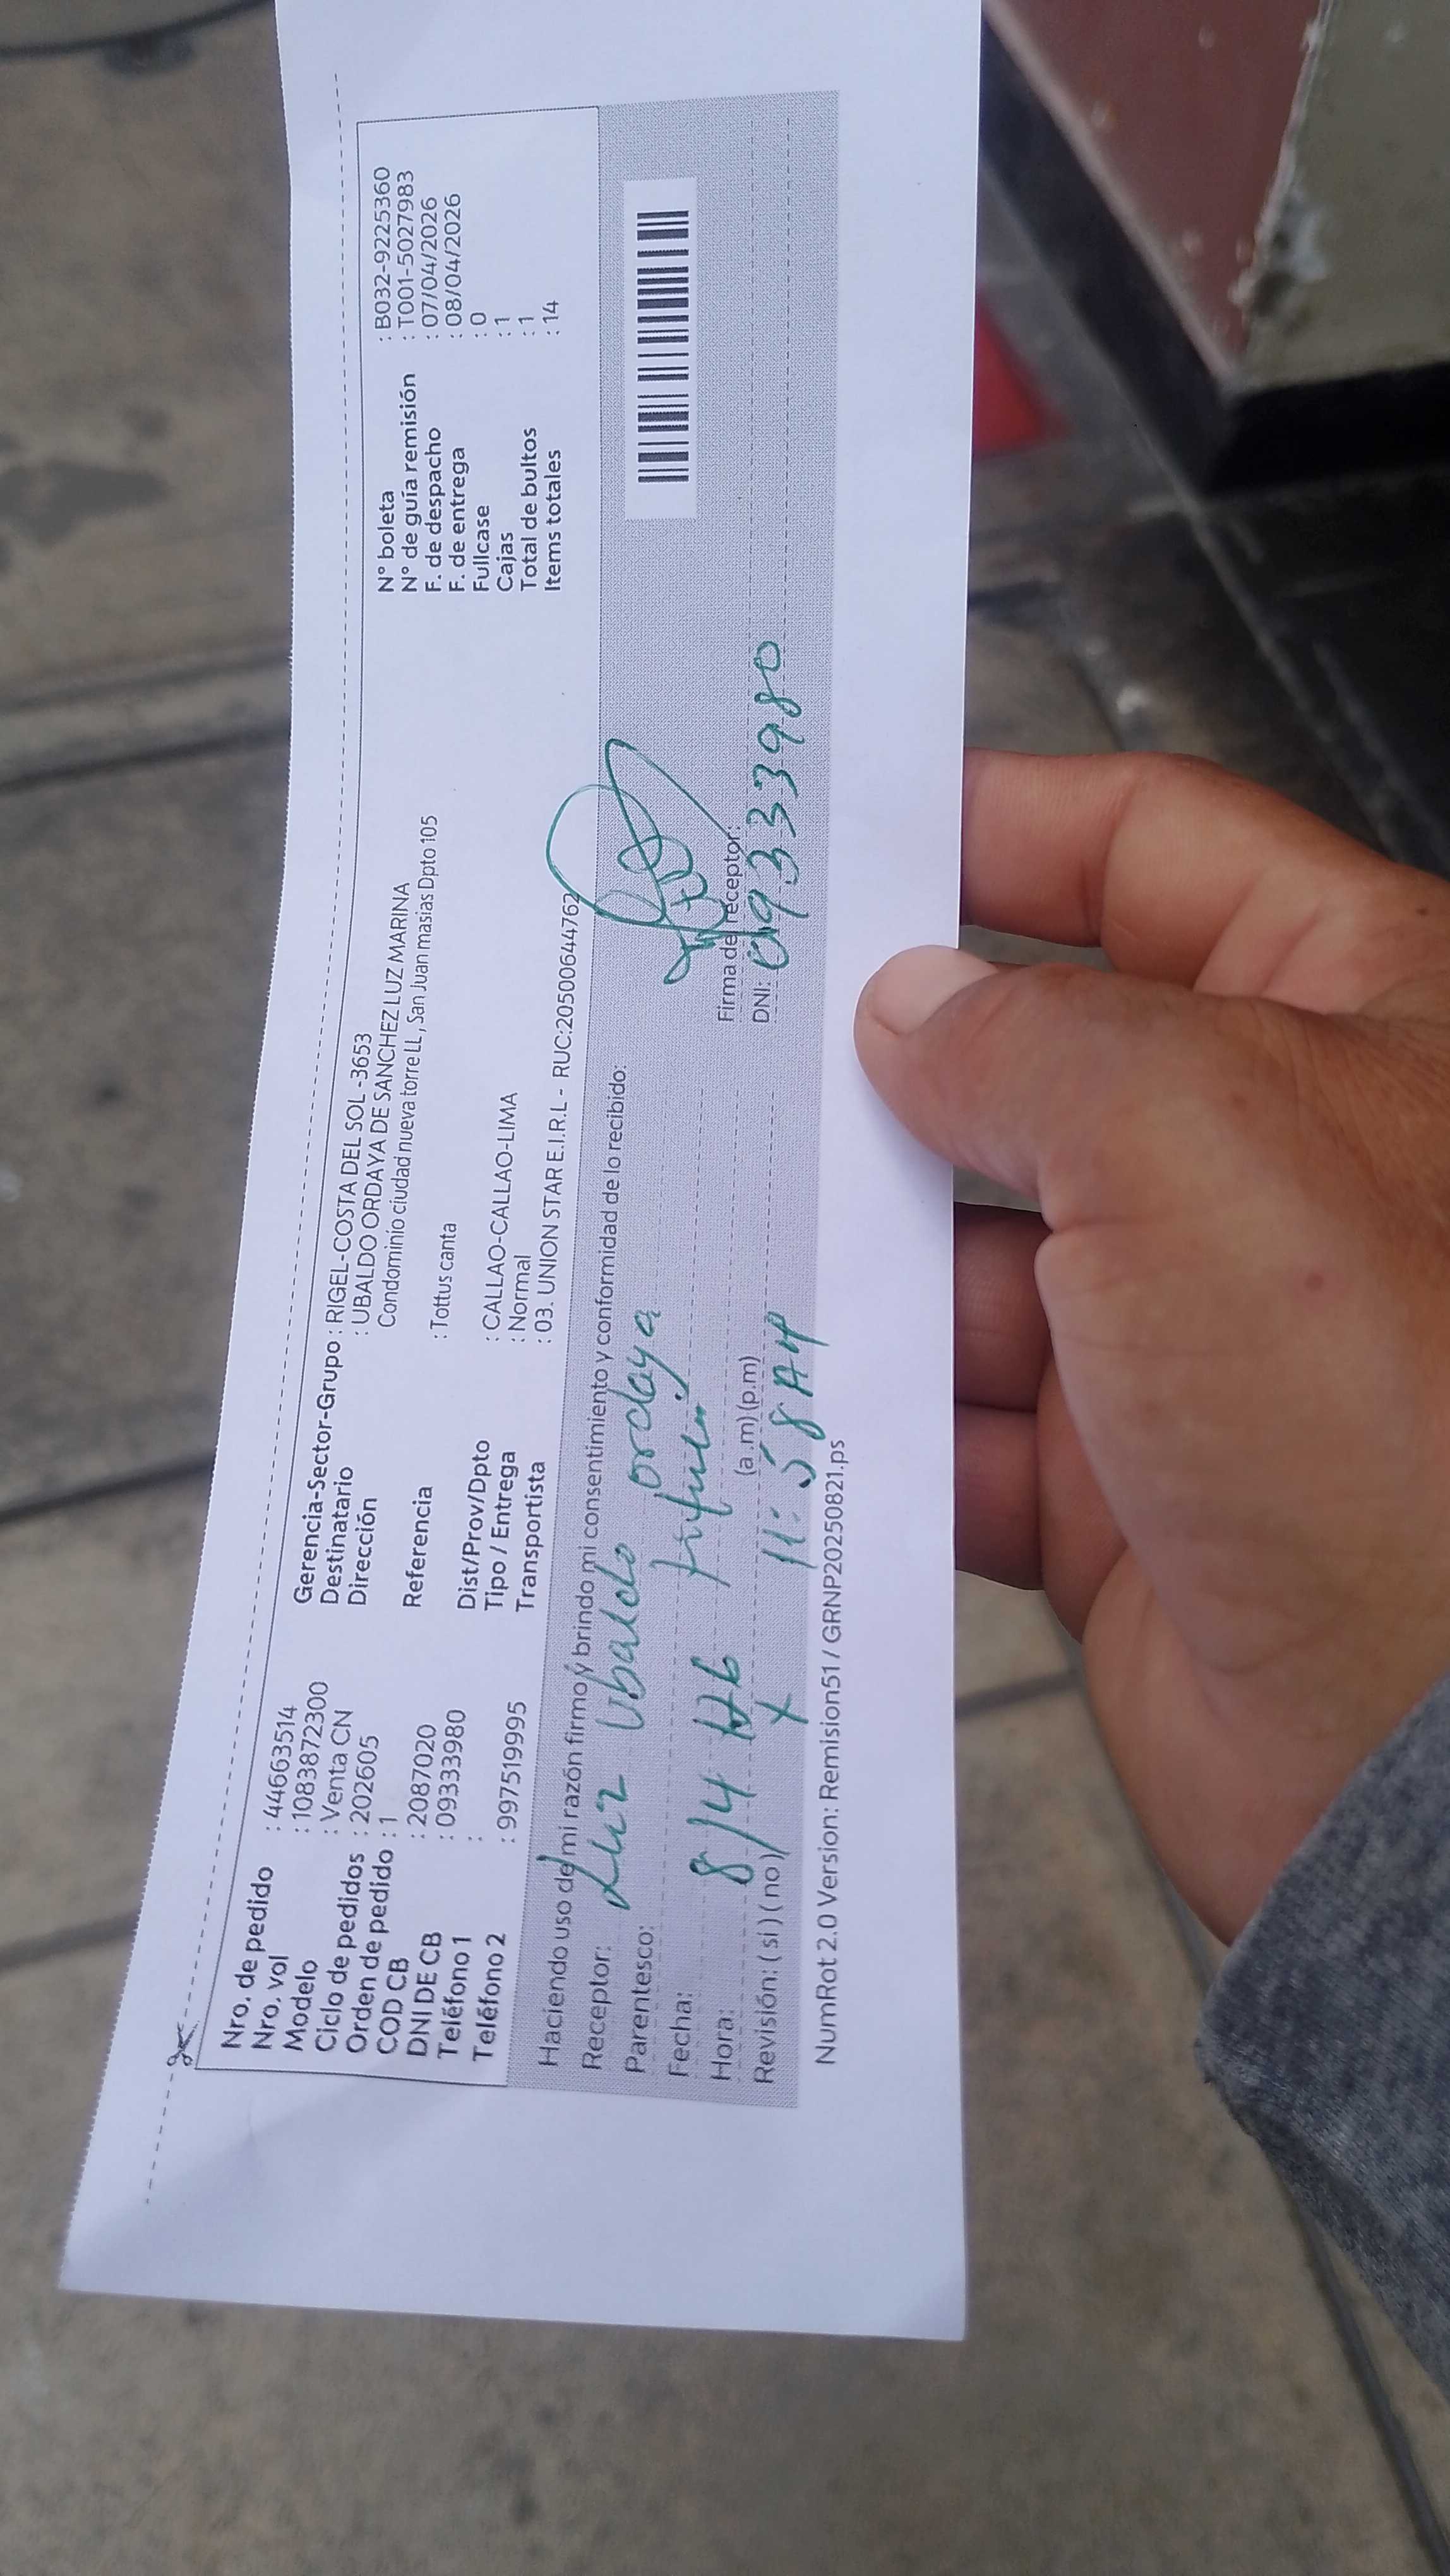 Nro. de pedido : 44663514
Nro. vol : 10838723​00
Modelo : Venta CN
Ciclo de pedidos : 202605
Orden de pedido : 1
COD CB : 2087020
DNI DE CB : 09333980
Teléfono 1 :
Teléfono 2 : 997519995
Gerencia-Sector-Grupo : RIGEL-COSTA DEL SOL -3653
Destinatario : UBALDO ORDAYA DE SANCHEZ LUZ MARINA
Dirección Condominio ciudad nueva torre LL , San Juan masias Dpto 105
Referencia : Tottus canta
Dist/Prov/Dpto : CALLAO-CALLAO-LIMA
Tipo / Entrega : Normal
Transportista : 03. UNION STAR E.I.R.L - RUC:20500644762
N° boleta : B032-9225360
N° de guía remisión : T001-5027983
F. de despacho : 07/04/2026
F. de entrega : 08/04/2026
Fullcase : 0
Cajas : 1
Total de bultos : 1
Items totales : 14
Haciendo uso de mi razón firmo y brindo mi consentimiento y conformidad de lo recibido:
Receptor: Luz Ubaldo Ordaya
Parentesco:
Fecha: 8/4/26
Hora: (a.m) (p.m) 11:58 AM
Revisión: ( si ) ( no )
Firma del receptor:
DNI: 09333980
NumRot 2.0 Version: Remision51 / GRNP20250821.ps